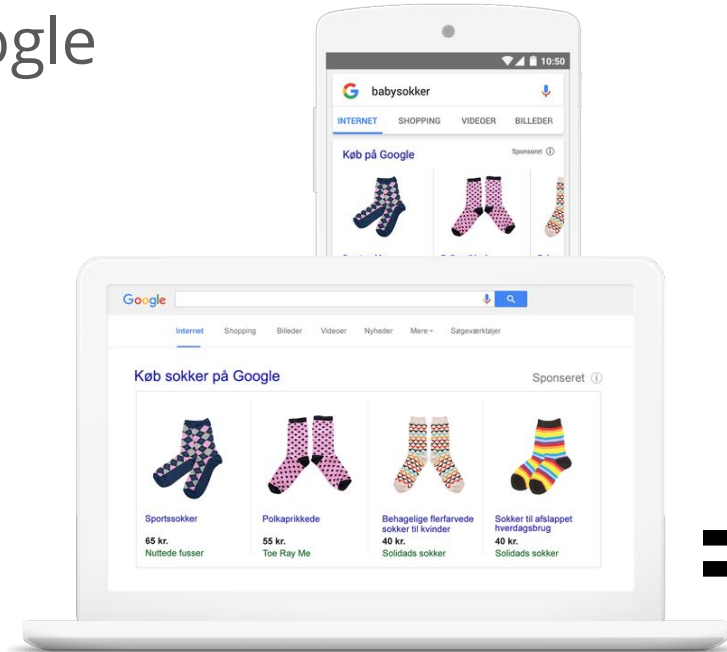 ogle
10:50
babysokker
INTERNET SHOPPING VIDEOER BILLEDER
Køb på Google Sponsoret
Google
Internet Shopping Billeder Videoer Nyheder Mere Søgeværktøjer
Køb sokker på Google Sponseret
Sportssokker
65 kr.
Nuttede fusser
Polkaprikkede
55 kr.
Toe Ray Me
Behagelige flerfarvede
sokker til kvinder
40 kr.
Solidads sokker
Sokker til afslappet
hverdagsbrug
40 kr.
Solidads sokker
=